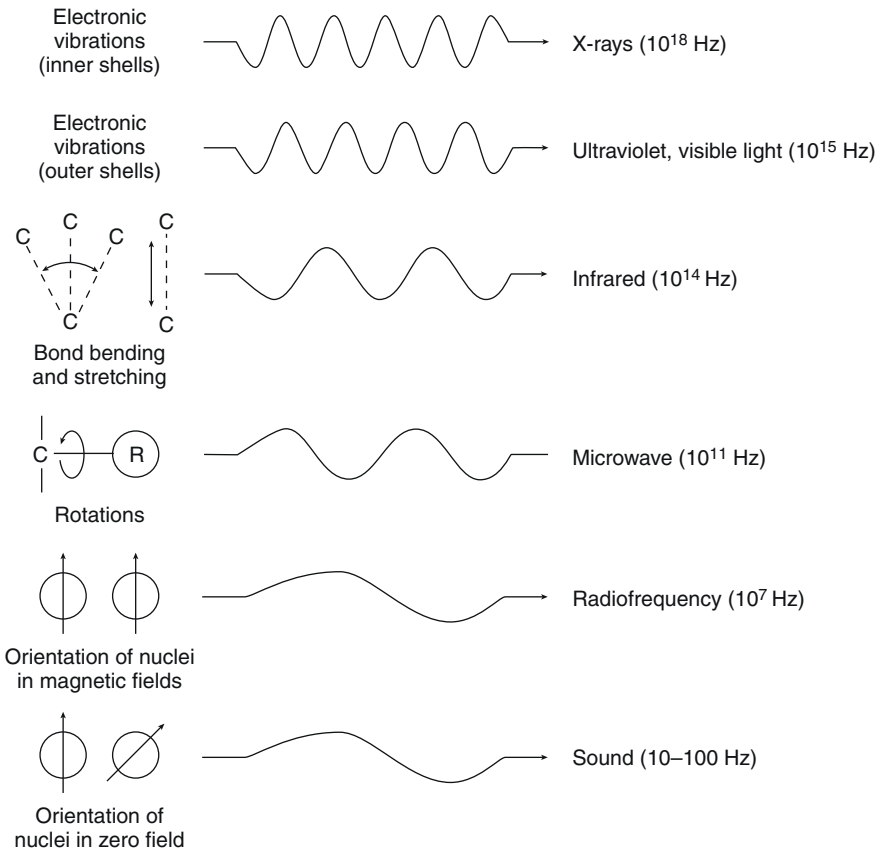 Electronic
vibrations
(inner shells)
X-rays (10¹⁸ Hz)
Electronic
vibrations
(outer shells)
Ultraviolet, visible light (10¹⁵ Hz)
C
C
C
C
C
C
Infrared (10¹⁴ Hz)
Bond bending
and stretching
C
R
Microwave (10¹¹ Hz)
Rotations
Radiofrequency (10⁷ Hz)
Orientation of nuclei
in magnetic fields
Sound (10–100 Hz)
Orientation of
nuclei in zero field